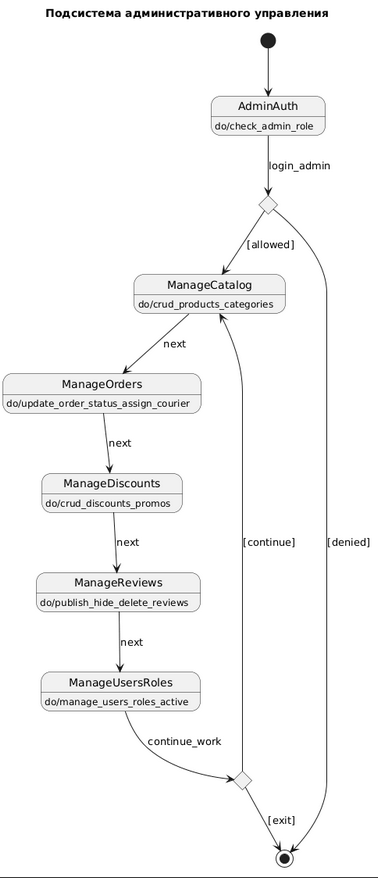 Подсистема административного управления
AdminAuth
do/check_admin_role
login_admin
[allowed]
ManageCatalog
do/crud_products_categories
next
ManageOrders
do/update_order_status_assign_courier
next
ManageDiscounts
do/crud_discounts_promos
next
[continue]
[denied]
ManageReviews
do/publish_hide_delete_reviews
next
ManageUsersRoles
do/manage_users_roles_active
continue_work
[exit]